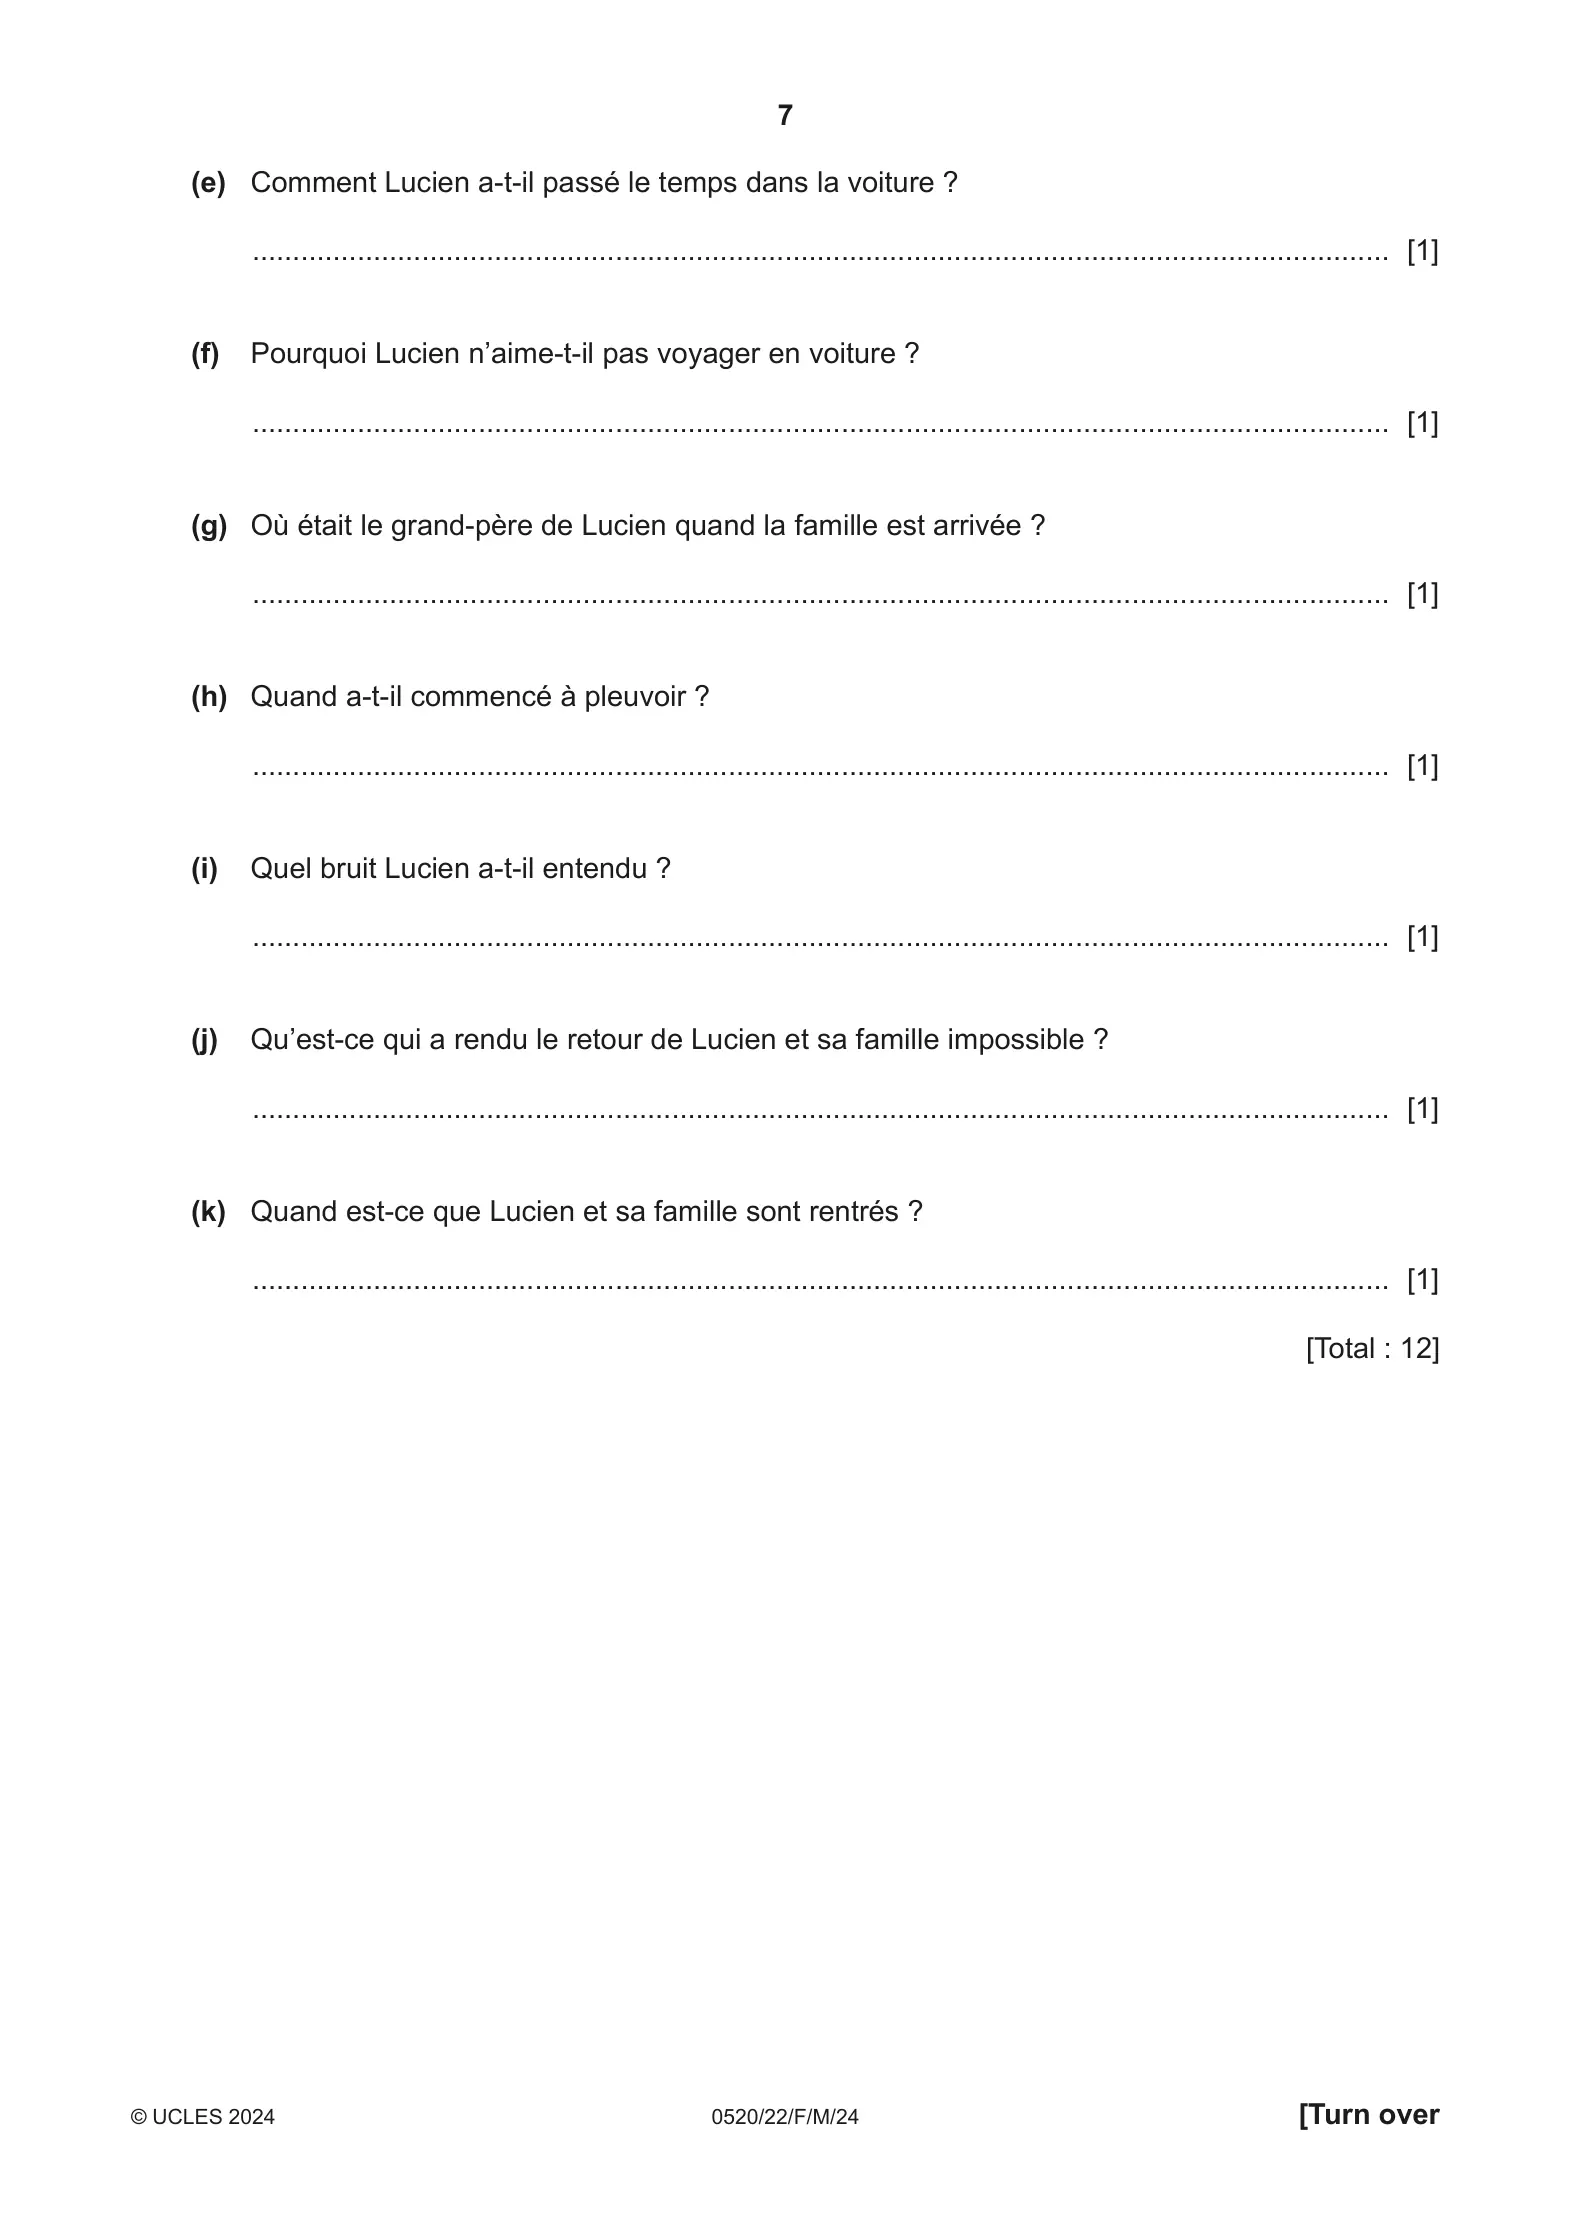 7
(e) Comment Lucien a-t-il passé le temps dans la voiture ?
.......................................................................................................................................... [1]
(f) Pourquoi Lucien n’aime-t-il pas voyager en voiture ?
.......................................................................................................................................... [1]
(g) Où était le grand-père de Lucien quand la famille est arrivée ?
.......................................................................................................................................... [1]
(h) Quand a-t-il commencé à pleuvoir ?
.......................................................................................................................................... [1]
(i) Quel bruit Lucien a-t-il entendu ?
.......................................................................................................................................... [1]
(j) Qu’est-ce qui a rendu le retour de Lucien et sa famille impossible ?
.......................................................................................................................................... [1]
(k) Quand est-ce que Lucien et sa famille sont rentrés ?
.......................................................................................................................................... [1]
[Total : 12]
© UCLES 2024 0520/22/F/M/24 [Turn over